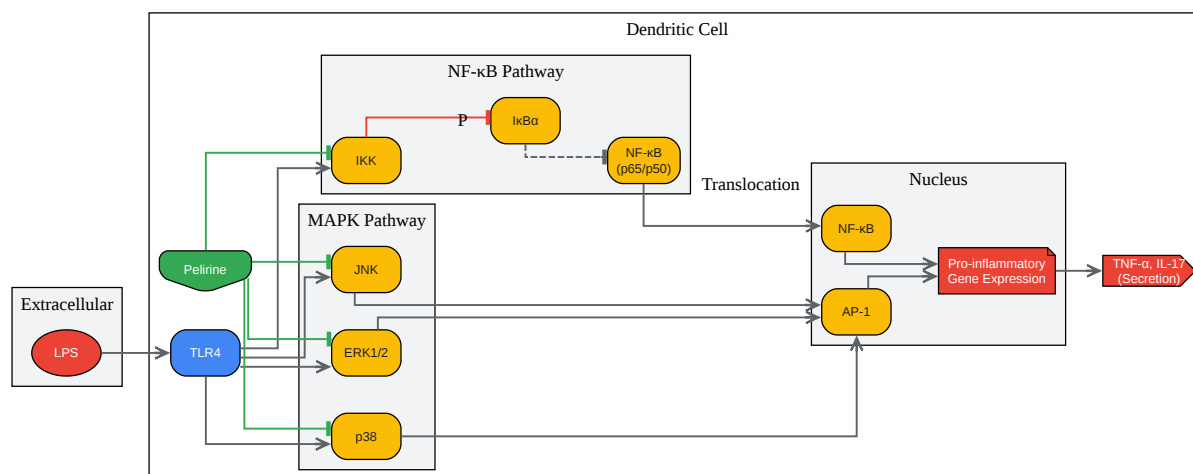 Dendritic Cell
NF-κB Pathway
P
IκBα
IKK
NF-κB
(p65/p50)
Translocation
Nucleus
MAPK Pathway
NF-κB
Pelirine
JNK
Pro-inflammatory
Gene Expression
TNF-α, IL-17
(Secretion)
Extracellular
AP-1
LPS
TLR4
ERK1/2
p38